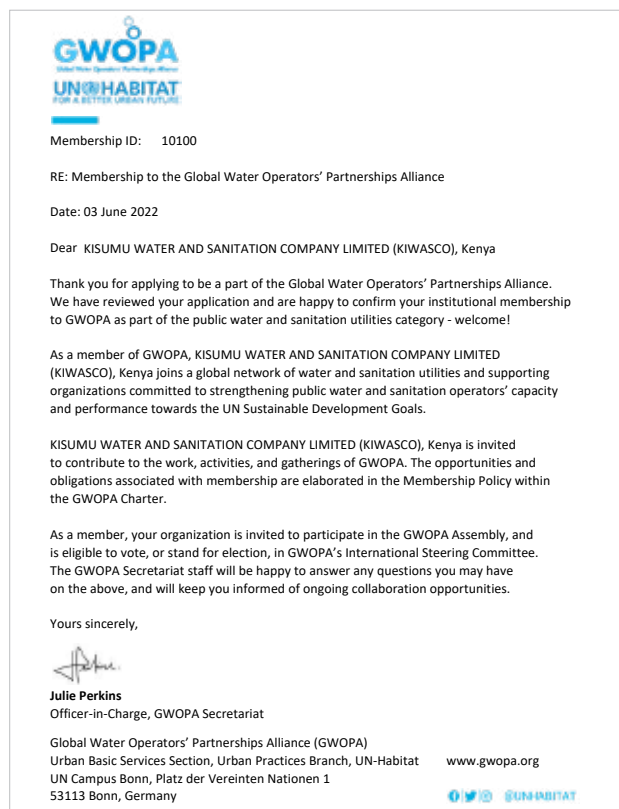 GWOPA
Global Water Operators' Partnerships Alliance
UN HABITAT
FOR A BETTER URBAN FUTURE
Membership ID: 10100
RE: Membership to the Global Water Operators' Partnerships Alliance
Date: 03 June 2022
Dear KISUMU WATER AND SANITATION COMPANY LIMITED (KIWASCO), Kenya
Thank you for applying to be a part of the Global Water Operators' Partnerships Alliance.
We have reviewed your application and are happy to confirm your institutional membership
to GWOPA as part of the public water and sanitation utilities category - welcome!
As a member of GWOPA, KISUMU WATER AND SANITATION COMPANY LIMITED
(KIWASCO), Kenya joins a global network of water and sanitation utilities and supporting
organizations committed to strengthening public water and sanitation operators' capacity
and performance towards the UN Sustainable Development Goals.
KISUMU WATER AND SANITATION COMPANY LIMITED (KIWASCO), Kenya is invited
to contribute to the work, activities, and gatherings of GWOPA. The opportunities and
obligations associated with membership are elaborated in the Membership Policy within
the GWOPA Charter.
As a member, your organization is invited to participate in the GWOPA Assembly, and
is eligible to vote, or stand for election, in GWOPA's International Steering Committee.
The GWOPA Secretariat staff will be happy to answer any questions you may have
on the above, and will keep you informed of ongoing collaboration opportunities.
Yours sincerely,
Julie Perkins
Officer-in-Charge, GWOPA Secretariat
Global Water Operators' Partnerships Alliance (GWOPA)
Urban Basic Services Section, Urban Practices Branch, UN-Habitat www.gwopa.org
UN Campus Bonn, Platz der Vereinten Nationen 1
53113 Bonn, Germany @UNHABITAT